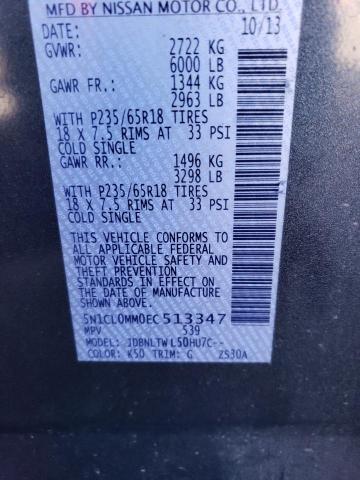 MFD BY NISSAN MOTOR CO., LTD.
DATE: 10/13
GVWR: 2722 KG
6000 LB
GAWR FR.: 1344 KG
2963 LB
WITH P235/65R18 TIRES
18 X 7.5 RIMS AT 33 PSI
COLD SINGLE
GAWR RR.: 1496 KG
3298 LB
WITH P235/65R18 TIRES
18 X 7.5 RIMS AT 33 PSI
COLD SINGLE
THIS VEHICLE CONFORMS TO
ALL APPLICABLE FEDERAL
MOTOR VEHICLE SAFETY AND
THEFT PREVENTION
STANDARDS IN EFFECT ON
THE DATE OF MANUFACTURE
SHOWN ABOVE.
5N1CL0MM0EC513347
MPV 539
MODEL: JDBNLTWL50HU7C--
COLOR: K50 TRIM: G ZS30A